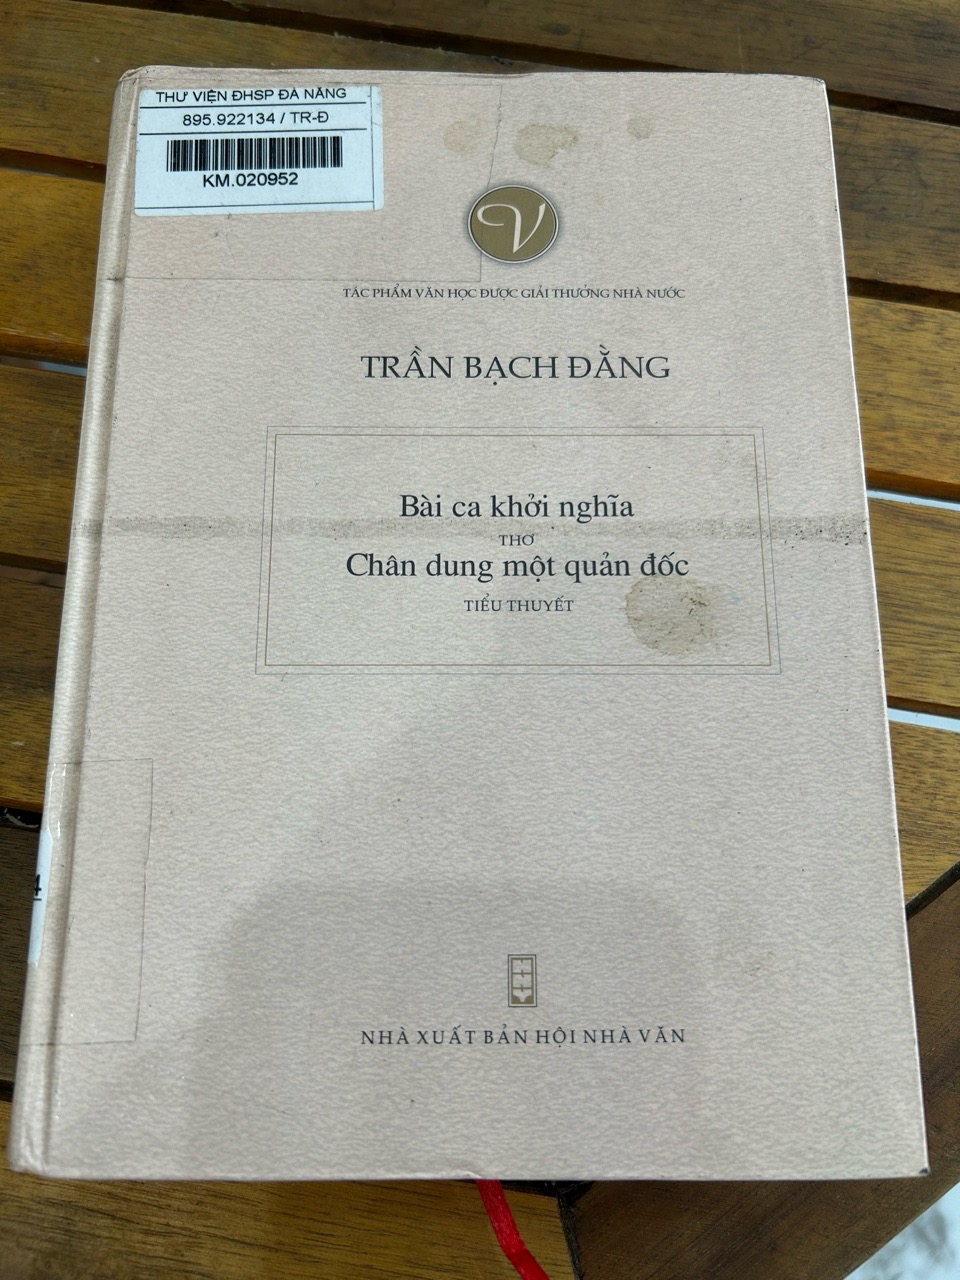 THƯ VIỆN ĐHSP ĐÀ NẴNG
895.922134 / TR-Đ
KM.020952
V
TÁC PHẨM VĂN HỌC ĐƯỢC GIẢI THƯỞNG NHÀ NƯỚC
TRẦN BẠCH ĐẰNG
Bài ca khởi nghĩa
THƠ
Chân dung một quản đốc
TIỂU THUYẾT
4
NHÀ XUẤT BẢN HỘI NHÀ VĂN